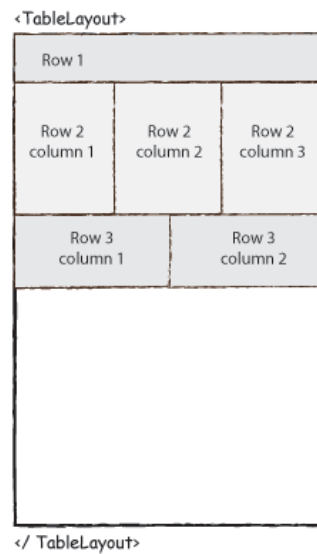 <TableLayout>
Row 1
Row 2
column 1
Row 2
column 2
Row 2
column 3
Row 3
column 1
Row 3
column 2
</ TableLayout>